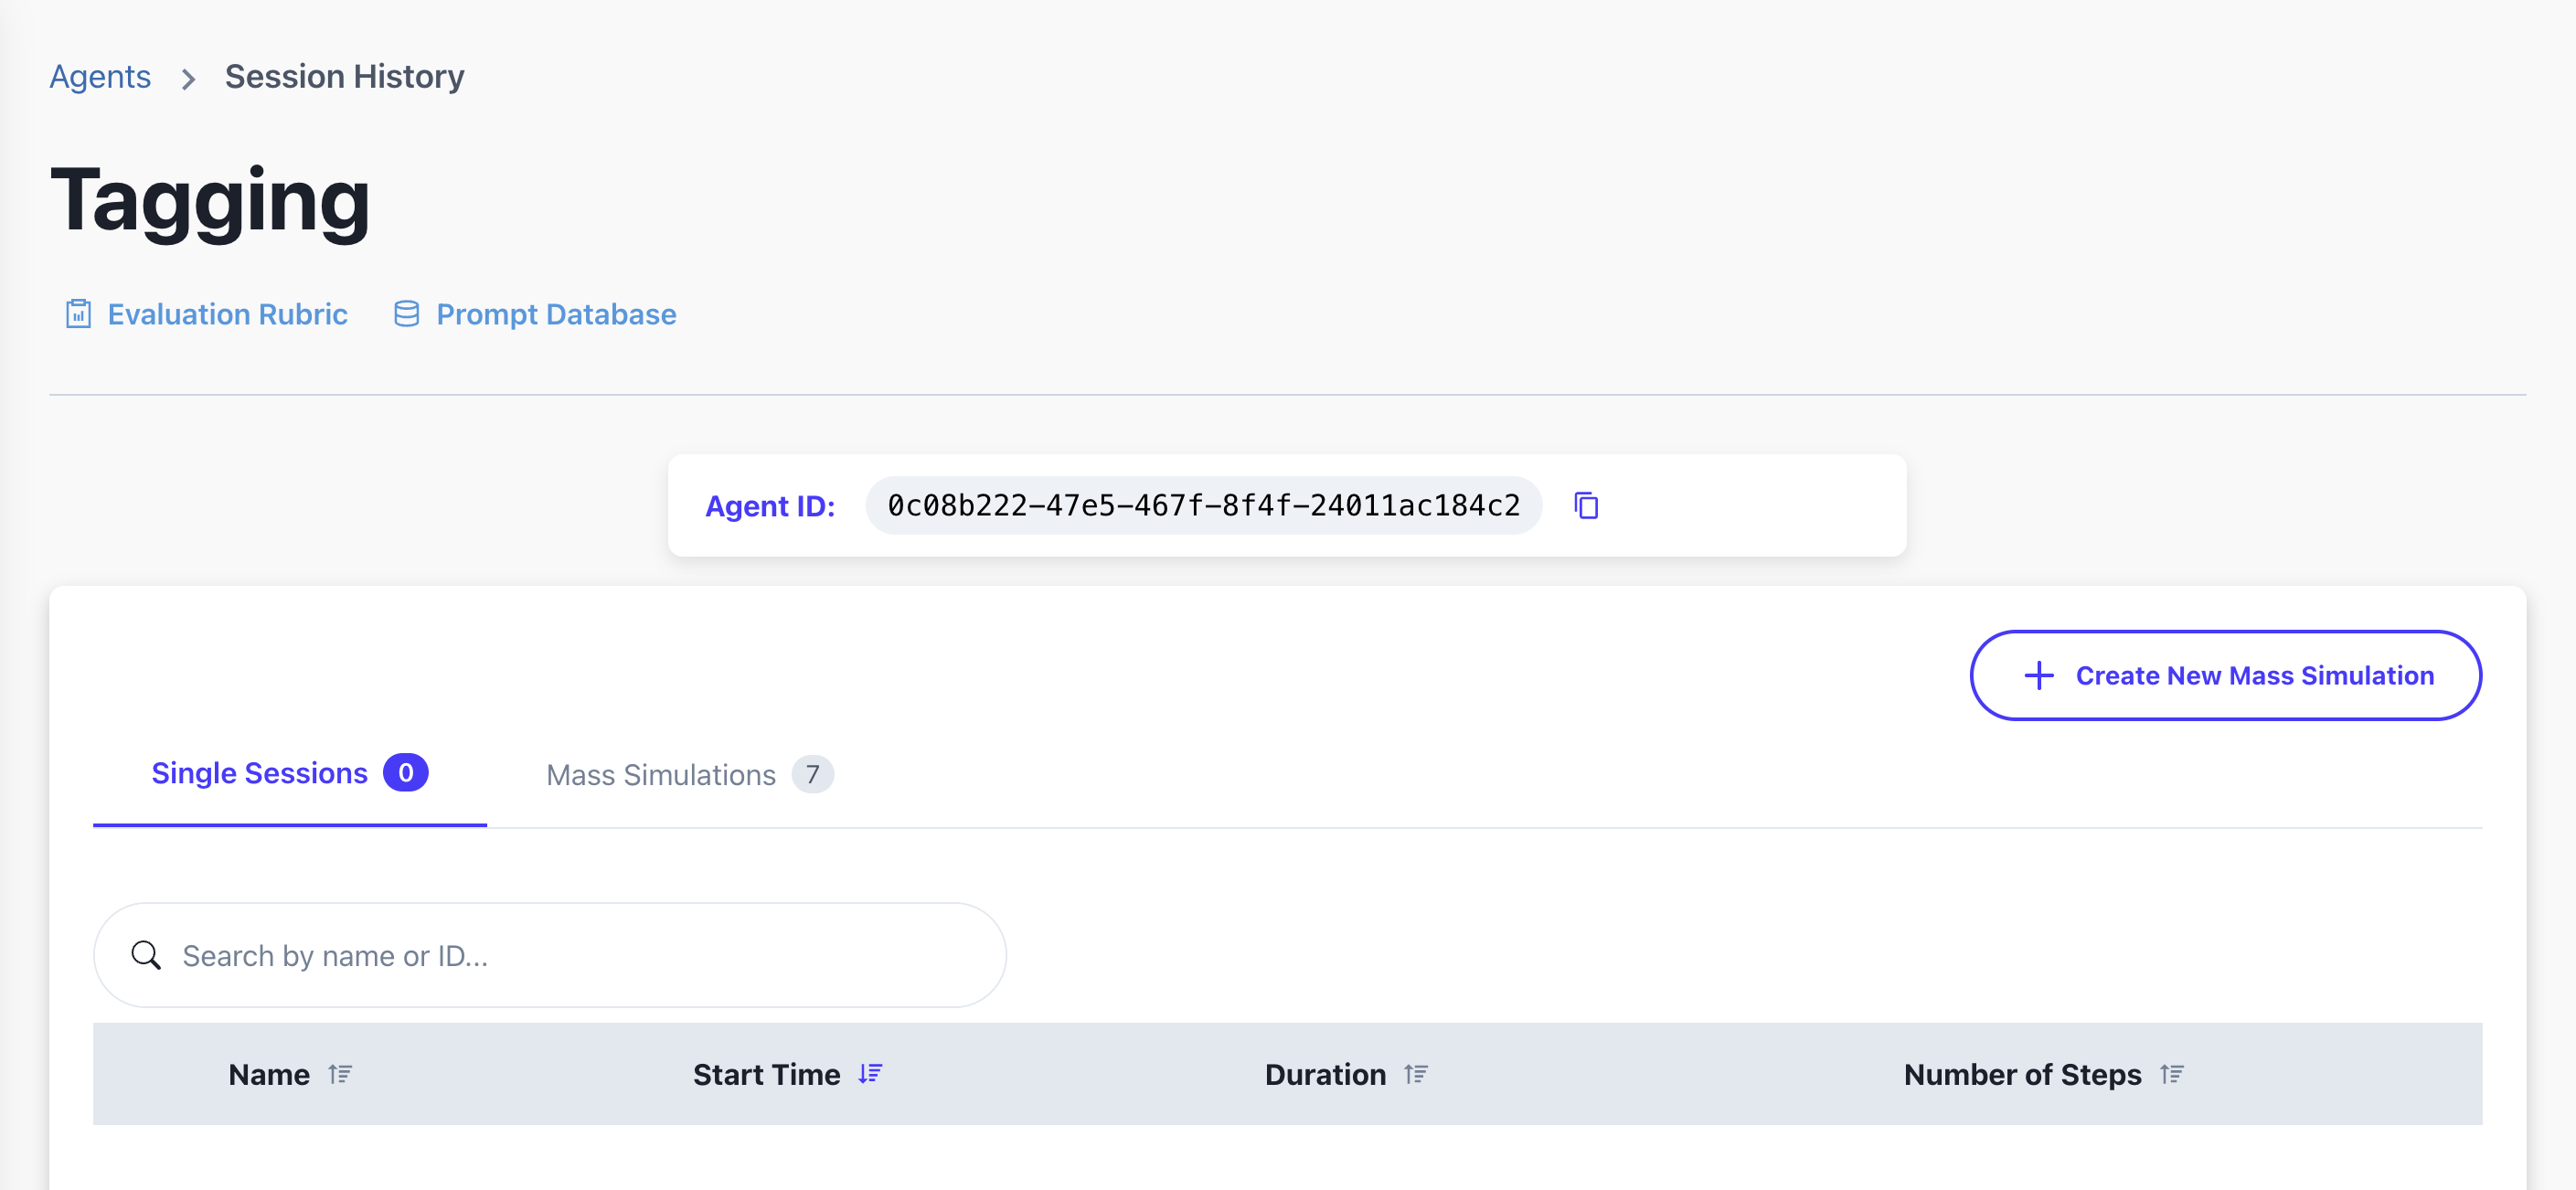 Agents > Session History
Tagging
Evaluation Rubric Prompt Database
Agent ID: 0c08b222-47e5-467f-8f4f-24011ac184c2
Create New Mass Simulation
Single Sessions 0 Mass Simulations 7
Search by name or ID...
Name Start Time Duration Number of Steps